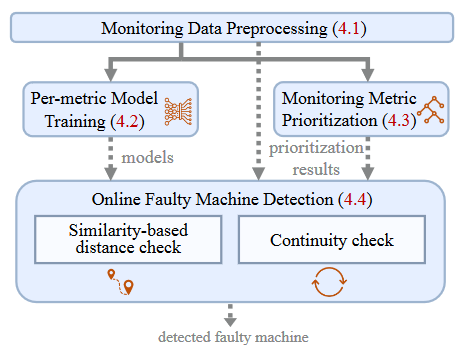 Monitoring Data Preprocessing (4.1)
Per-metric Model
Training (4.2)
Monitoring Metric
Prioritization (4.3)
models
prioritization
results
Online Faulty Machine Detection (4.4)
Similarity-based
distance check
Continuity check
detected faulty machine